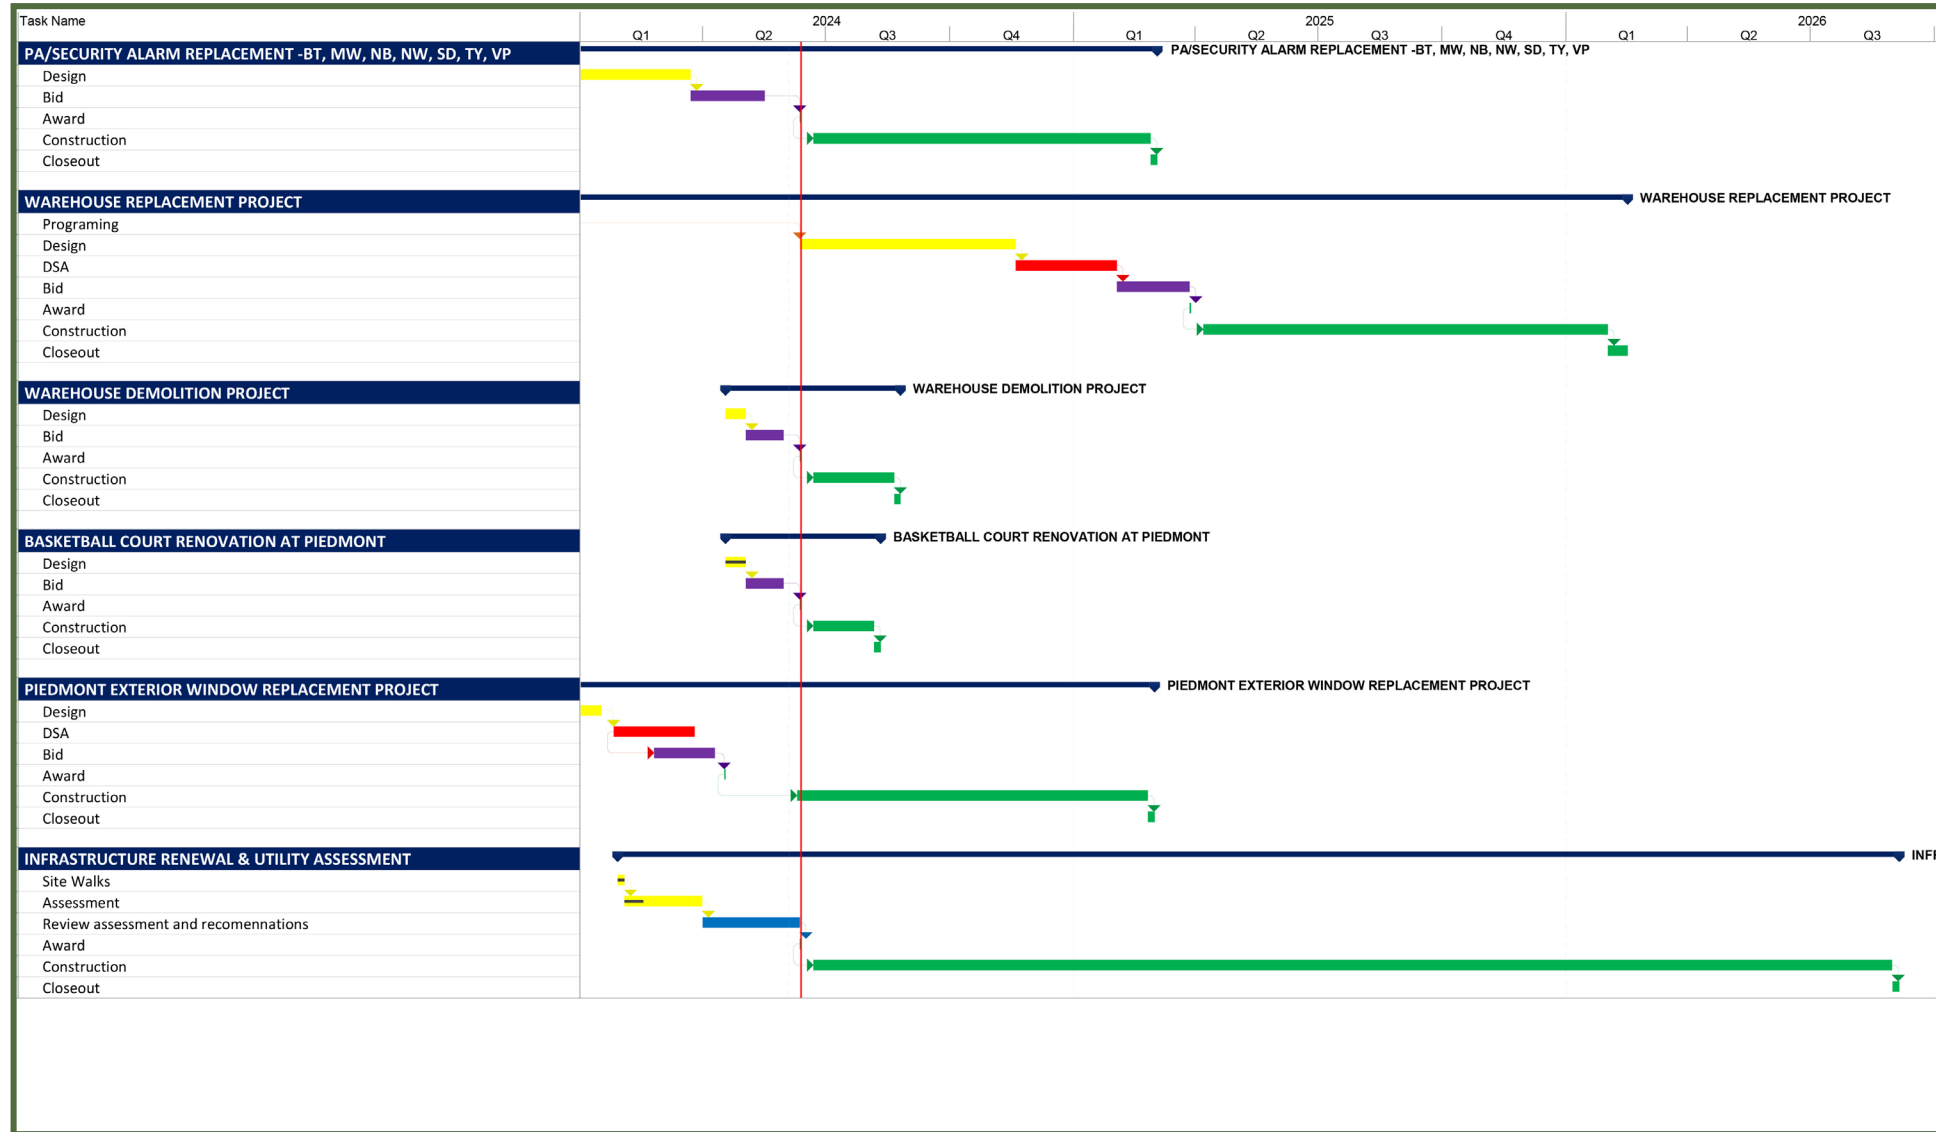 Task Name
2024 2025 2026
Q1 Q2 Q3 Q4 Q1 Q2 Q3 Q4 Q1 Q2 Q3
PA/SECURITY ALARM REPLACEMENT -BT, MW, NB, NW, SD, TY, VP PA/SECURITY ALARM REPLACEMENT -BT, MW, NB, NW, SD, TY, VP
Design
Bid
Award
Construction
Closeout
WAREHOUSE REPLACEMENT PROJECT WAREHOUSE REPLACEMENT PROJECT
Programing
Design
DSA
Bid
Award
Construction
Closeout
WAREHOUSE DEMOLITION PROJECT WAREHOUSE DEMOLITION PROJECT
Design
Bid
Award
Construction
Closeout
BASKETBALL COURT RENOVATION AT PIEDMONT BASKETBALL COURT RENOVATION AT PIEDMONT
Design
Bid
Award
Construction
Closeout
PIEDMONT EXTERIOR WINDOW REPLACEMENT PROJECT PIEDMONT EXTERIOR WINDOW REPLACEMENT PROJECT
Design
DSA
Bid
Award
Construction
Closeout
INFRASTRUCTURE RENEWAL & UTILITY ASSESSMENT
Site Walks
Assessment
Review assessment and recomennations
Award
Construction
Closeout